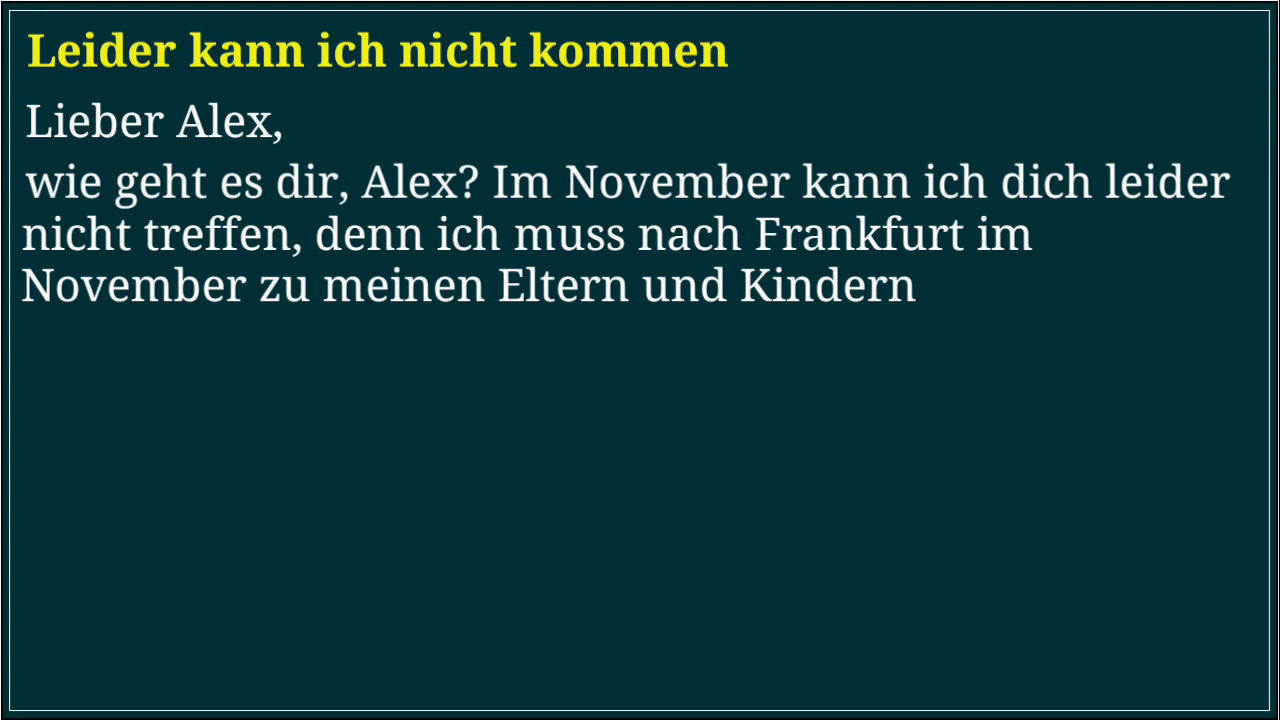 Leider kann ich nicht kommen
Lieber Alex,
wie geht es dir, Alex? Im November kann ich dich leider
nicht treffen, denn ich muss nach Frankfurt im
November zu meinen Eltern und Kindern